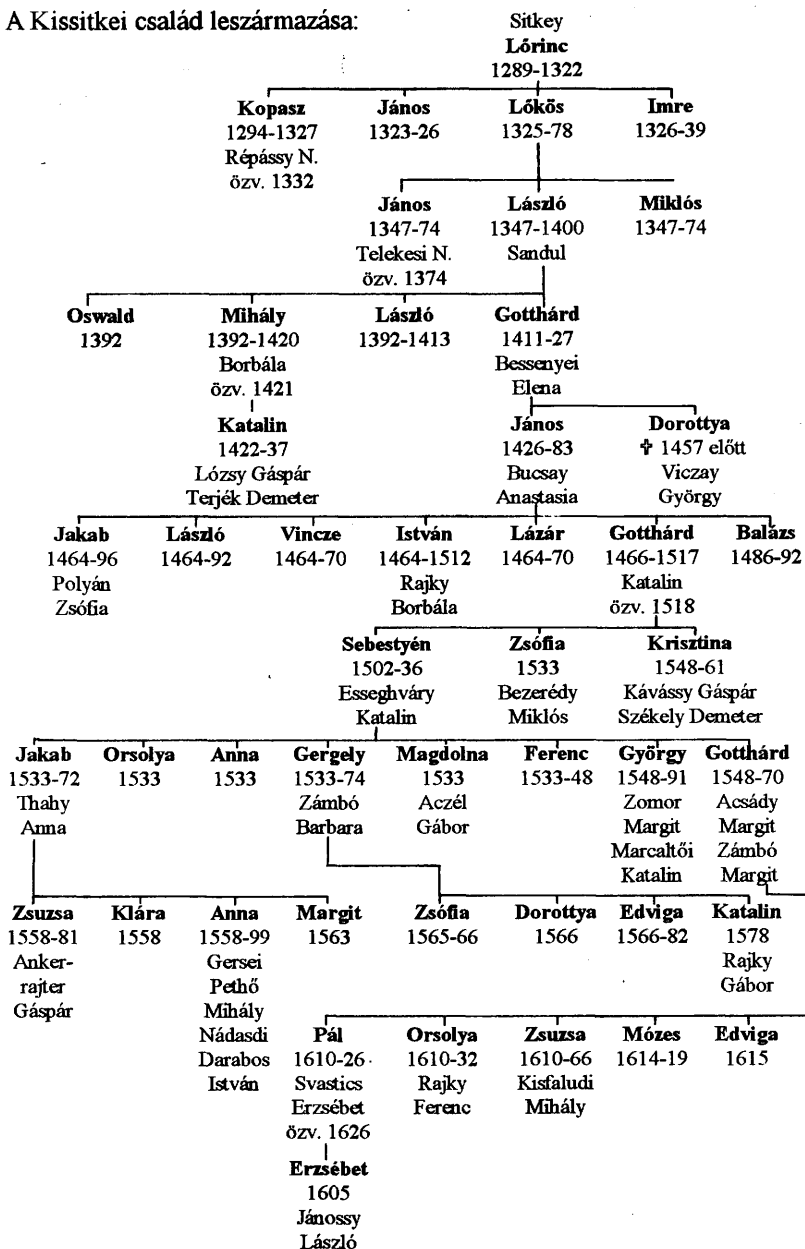 A Kissitkei család leszármazása:
Sitkey
Lőrinc
1289-1322
Kopasz János Lőkös Imre
1294-1327 1323-26 1325-78 1326-39
Répássy N.
özv. 1332
János László Miklós
1347-74 1347-1400 1347-74
Telekesi N. Sandul
özv. 1374
Oswald Mihály László Gotthárd
1392 1392-1420 1392-1413 1411-27
Borbála Bessenyei
özv. 1421 Elena
Katalin János Dorottya
1422-37 1426-83 ✝ 1457 előtt
Lózsy Gáspár Bucsay Viczay
Terjék Demeter Anastasia György
Jakab László Vincze István Lázár Gotthárd Balázs
1464-96 1464-92 1464-70 1464-1512 1464-70 1466-1517 1486-92
Polyán Rajky Katalin
Zsófia Borbála özv. 1518
Sebestyén Zsófia Krisztina
1502-36 1533 1548-61
Esseghváry Bezerédy Kávássy Gáspár
Katalin Miklós Székely Demeter
Jakab Orsolya Anna Gergely Magdolna Ferenc György Gotthárd
1533-72 1533 1533 1533-74 1533 1533-48 1548-91 1548-70
Thahy Zámbó Aczél Zomor Acsády
Anna Barbara Gábor Margit Margit
Marcaltői Zámbó
Katalin Margit
Zsuzsa Klára Anna Margit Zsófia Dorottya Edviga Katalin
1558-81 1558 1558-99 1563 1565-66 1566 1566-82 1578
Anker- Gersei Rajky
rajter Pethő Gábor
Gáspár Mihály
Nádasdi Pál Orsolya Zsuzsa Mózes Edviga
Darabos 1610-26 1610-32 1610-66 1614-19 1615
István Svastics Rajky Kisfaludi
Erzsébet Ferenc Mihály
özv. 1626
Erzsébet
1605
Jánossy
László